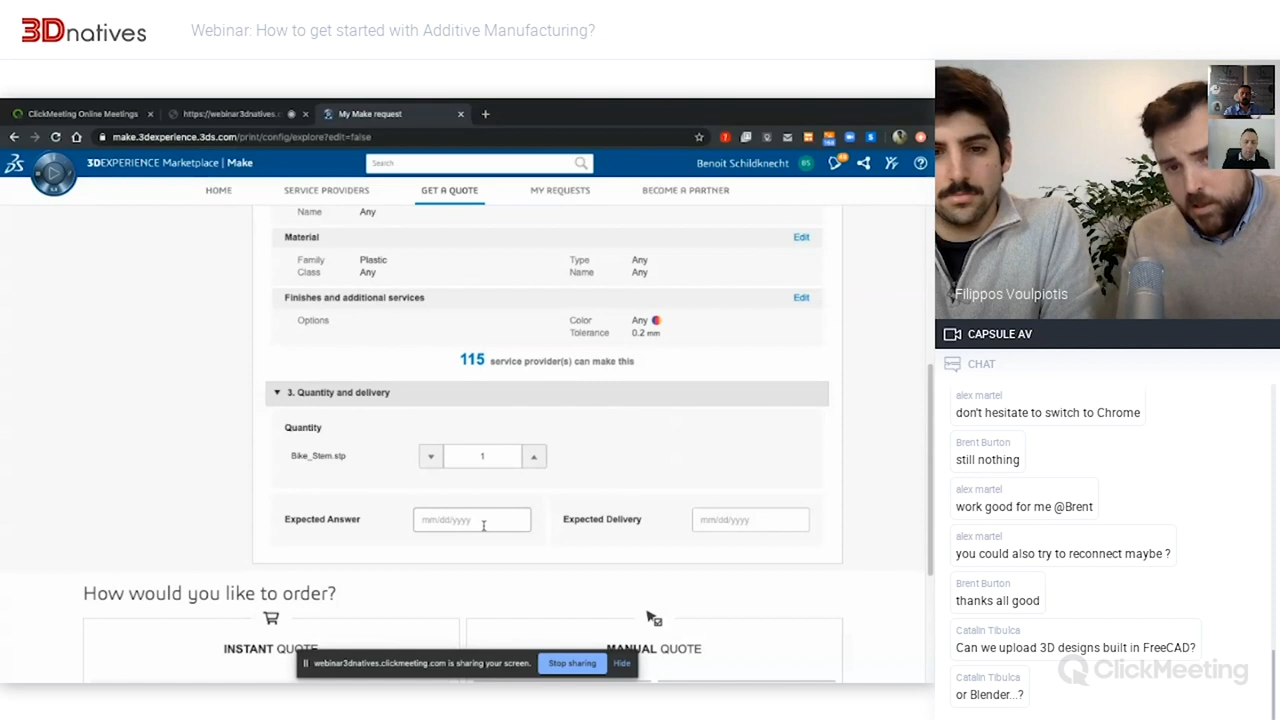 3Dnatives
Webinar: How to get started with Additive Manufacturing?
ClickMeeting Online Meetings
https://webinar3dnatives.c
My Make request
make.3dexperience.3ds.com/print/config/explore?edit=false
3DEXPERIENCE Marketplace | Make
Search
Benoit Schildknecht
BS
HOME
SERVICE PROVIDERS
GET A QUOTE
MY REQUESTS
BECOME A PARTNER
Name Any
Material Edit
Family Plastic Type Any
Class Any Name Any
Finishes and additional services Edit
Options Color Any
Tolerance 0.2 mm
115 service provider(s) can make this
3. Quantity and delivery
Quantity
Bike_Stem.stp 1
Expected Answer mm/dd/yyyy Expected Delivery mm/dd/yyyy
How would you like to order?
INSTANT QUOTE
MANUAL QUOTE
webinar3dnatives.clickmeeting.com is sharing your screen. Stop sharing Hide
Filippos Voulpiotis
CAPSULE AV
CHAT
alex martel
don't hesitate to switch to Chrome
Brent Burton
still nothing
alex martel
work good for me @Brent
alex martel
you could also try to reconnect maybe ?
Brent Burton
thanks all good
Catalin Tibulca
Can we upload 3D designs built in FreeCAD?
Catalin Tibulca
or Blender...?
ClickMeeting